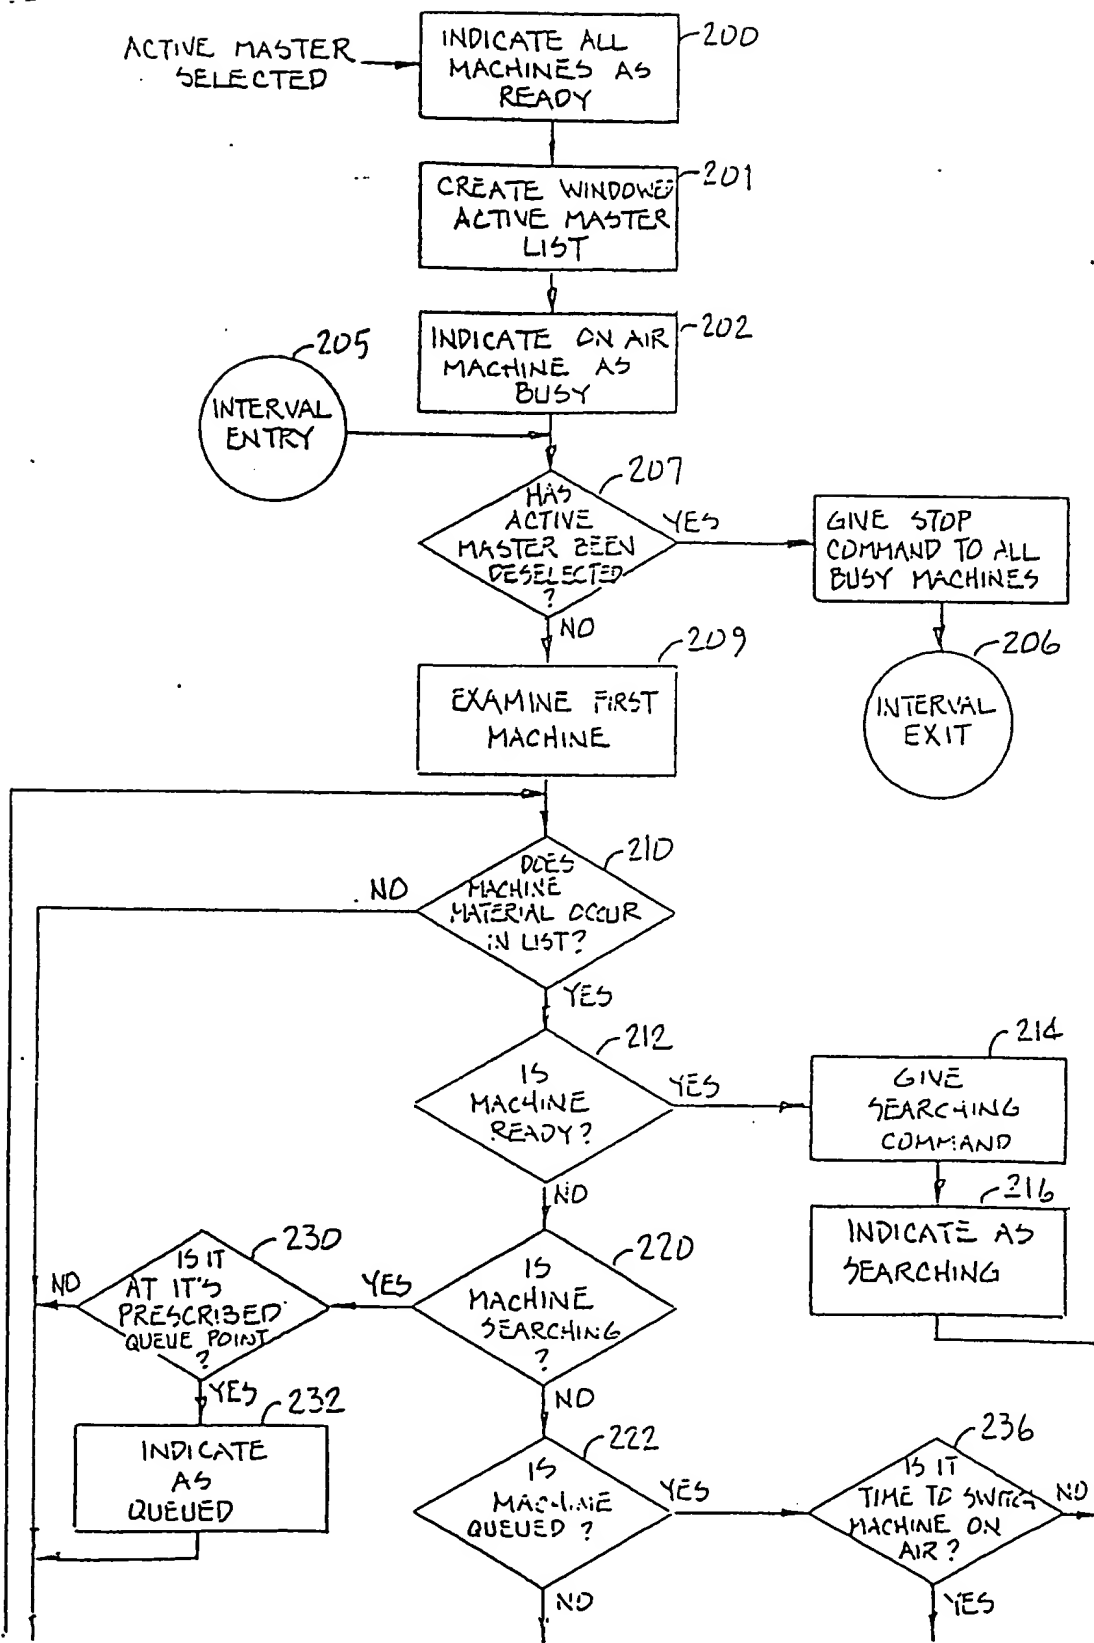 ACTIVE MASTER
SELECTED
INDICATE ALL
MACHINES AS
READY
200
CREATE WINDOWED
ACTIVE MASTER
LIST
201
INDICATE ON AIR
MACHINE AS
BUSY
202
205
INTERVAL
ENTRY
207
HAS
ACTIVE
MASTER BEEN
DESELECTED
?
YES
GIVE STOP
COMMAND TO ALL
BUSY MACHINES
NO
206
INTERVAL
EXIT
209
EXAMINE FIRST
MACHINE
210
DOES
MACHINE
MATERIAL OCCUR
IN LIST?
NO
YES
212
IS
MACHINE
READY?
YES
214
GIVE
SEARCHING
COMMAND
NO
216
INDICATE AS
SEARCHING
220
IS
MACHINE
SEARCHING
?
YES
230
IS IT
AT IT'S
PRESCRIBED
QUEUE POINT
?
NO
YES
232
INDICATE
AS
QUEUED
NO
222
IS
MACHINE
QUEUED ?
YES
236
IS IT
TIME TO SWITCH
MACHINE ON
AIR ?
NO
NO
YES